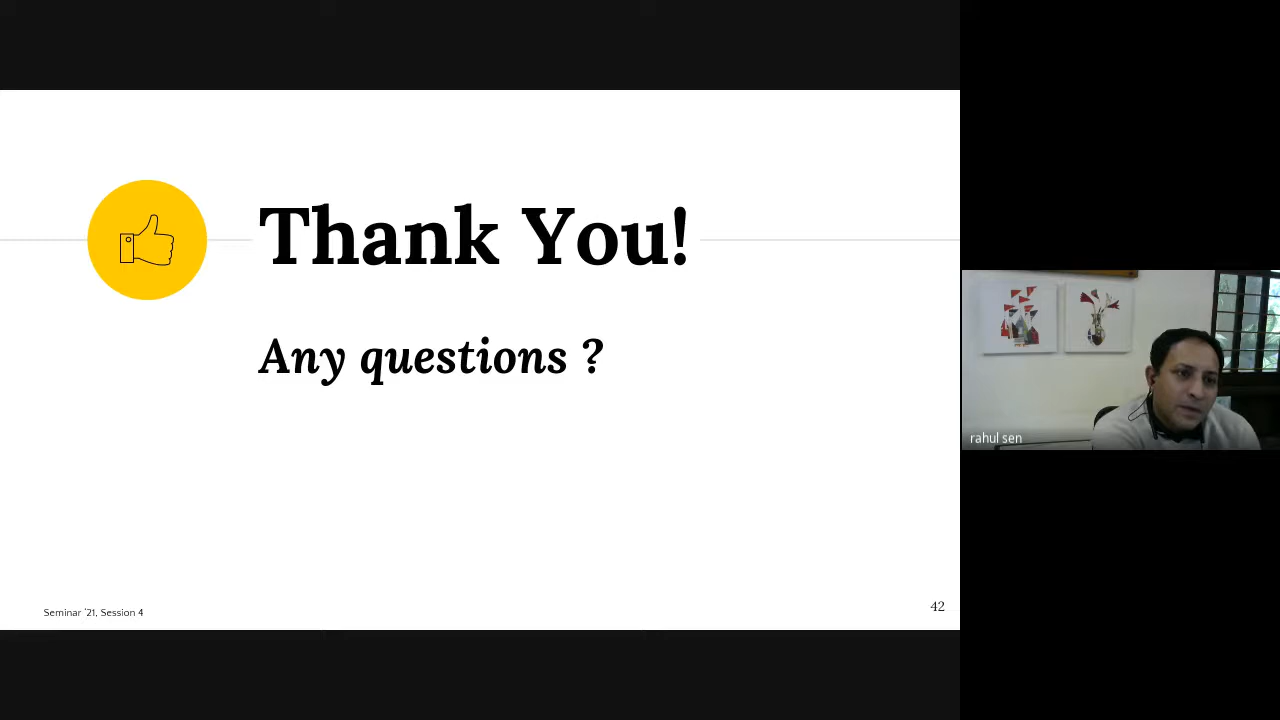 Thank You!
Any questions ?
Seminar '21, Session 4
42
rahul sen